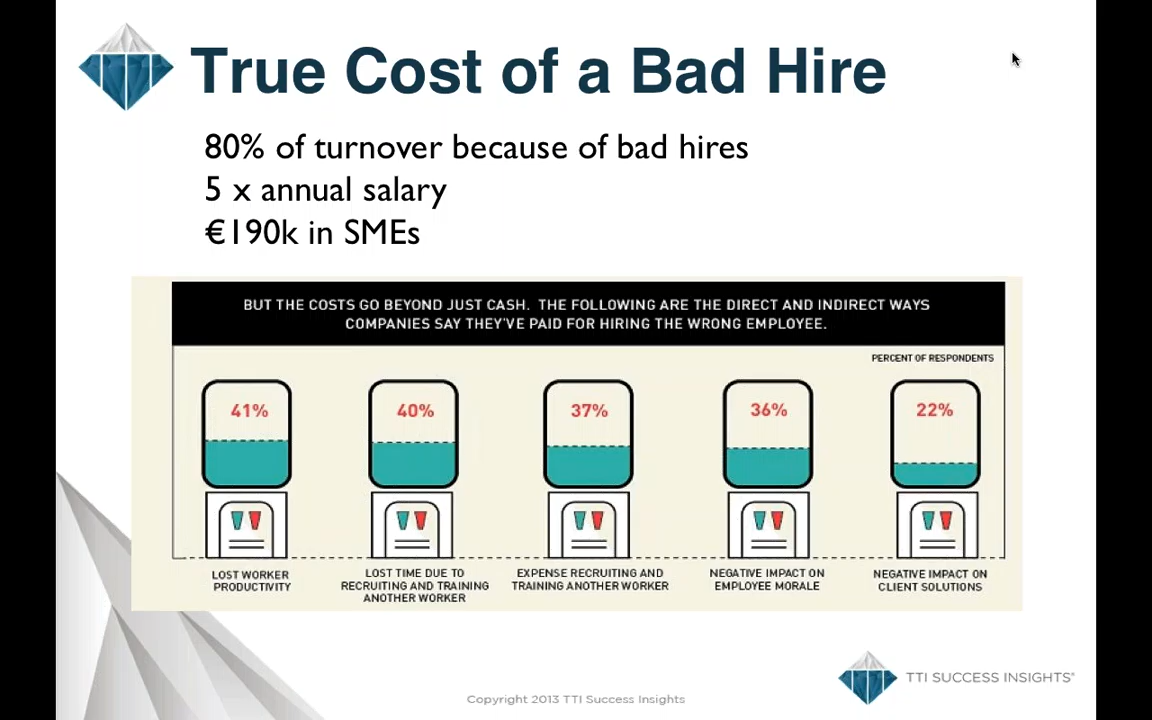 True Cost of a Bad Hire
80% of turnover because of bad hires
5 x annual salary
€190k in SMEs
BUT THE COSTS GO BEYOND JUST CASH. THE FOLLOWING ARE THE DIRECT AND INDIRECT WAYS
COMPANIES SAY THEY'VE PAID FOR HIRING THE WRONG EMPLOYEE.
PERCENT OF RESPONDENTS
41%
40%
37%
36%
22%
LOST WORKER
PRODUCTIVITY
LOST TIME DUE TO
RECRUITING AND TRAINING
ANOTHER WORKER
EXPENSE RECRUITING AND
TRAINING ANOTHER WORKER
NEGATIVE IMPACT ON
EMPLOYEE MORALE
NEGATIVE IMPACT ON
CLIENT SOLUTIONS
TTI SUCCESS INSIGHTS®
Copyright 2013 TTI Success Insights